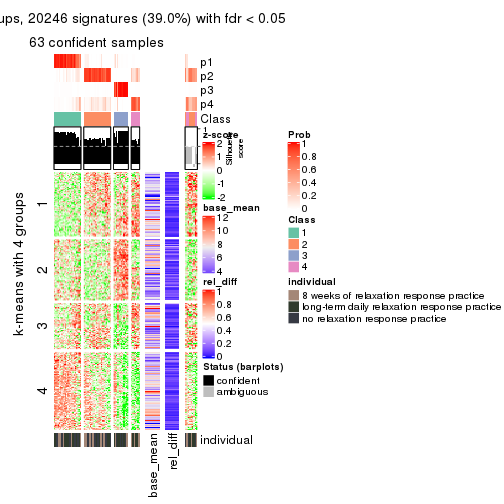 ups, 20246 signatures (39.0%) with fdr < 0.05
63 confident samples
p1
p2
p3
p4
Class
1
Silhouette
score
z-score
2
1
0
-1
-2
base_mean
12
10
8
6
4
rel_diff
1
0.8
0.6
0.4
0.2
0
Status (barplots)
confident
ambiguous
Prob
1
0.8
0.6
0.4
0.2
0
Class
1
2
3
4
individual
8 weeks of relaxation response practice
long-term daily relaxation response practice
no relaxation response practice
k-means with 4 groups
1
2
3
4
individual
base_mean
rel_diff